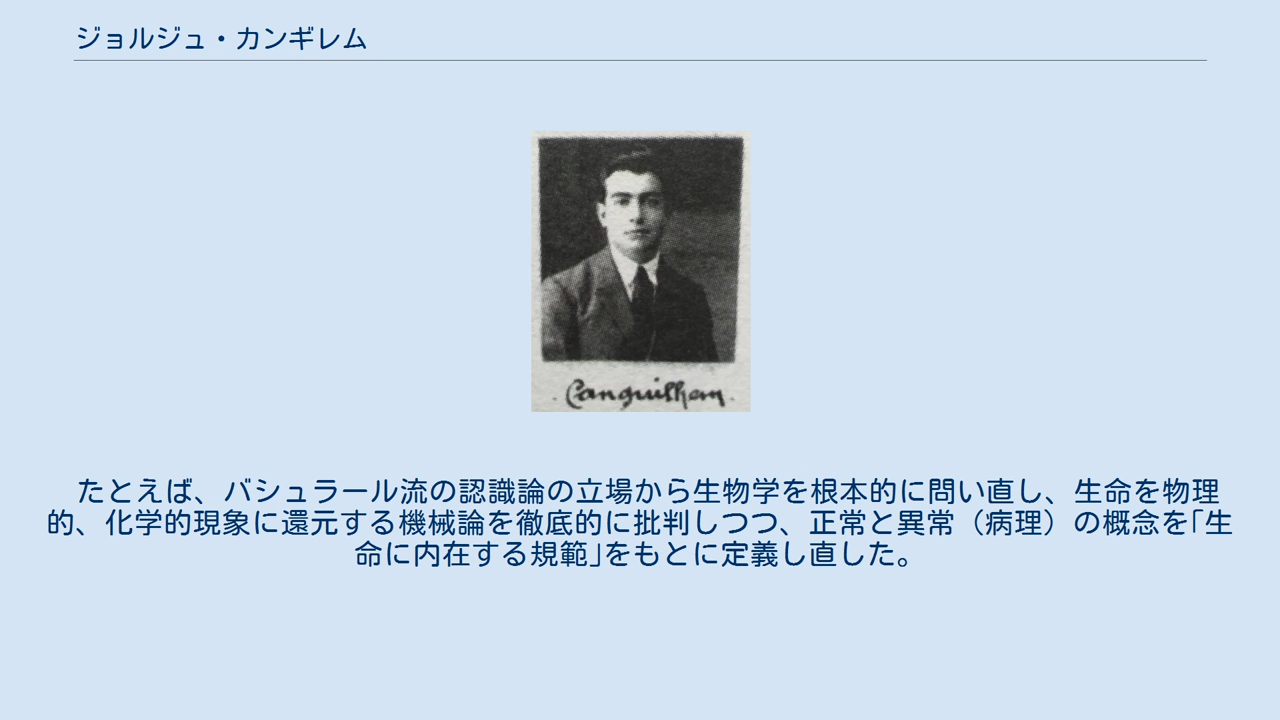 ジョルジュ・カンギレム
. Canguilhem.
たとえば、バシュラール流の認識論の立場から生物学を根本的に問い直し、生命を物理
的、化学的現象に還元する機械論を徹底的に批判しつつ、正常と異常（病理）の概念を｢生
命に内在する規範｣をもとに定義し直した。